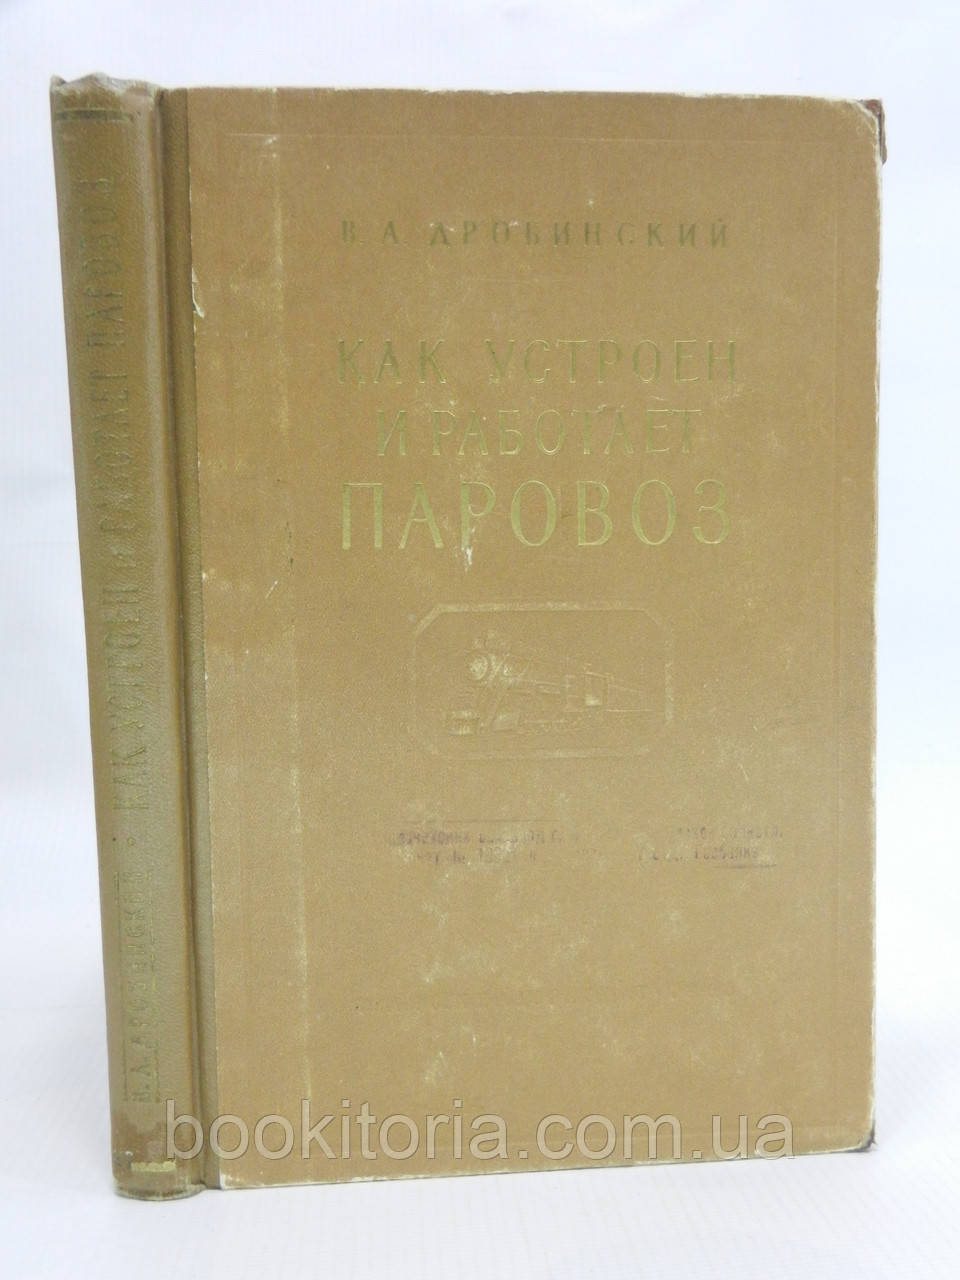 В. А. ДРОБИНСКИЙ
КАК УСТРОЕН
И РАБОТАЕТ
ПАРОВОЗ
В. А. ДРОБИНСКИЙ • КАК УСТРОЕН И РАБОТАЕТ ПАРОВОЗ
bookitoria.com.ua